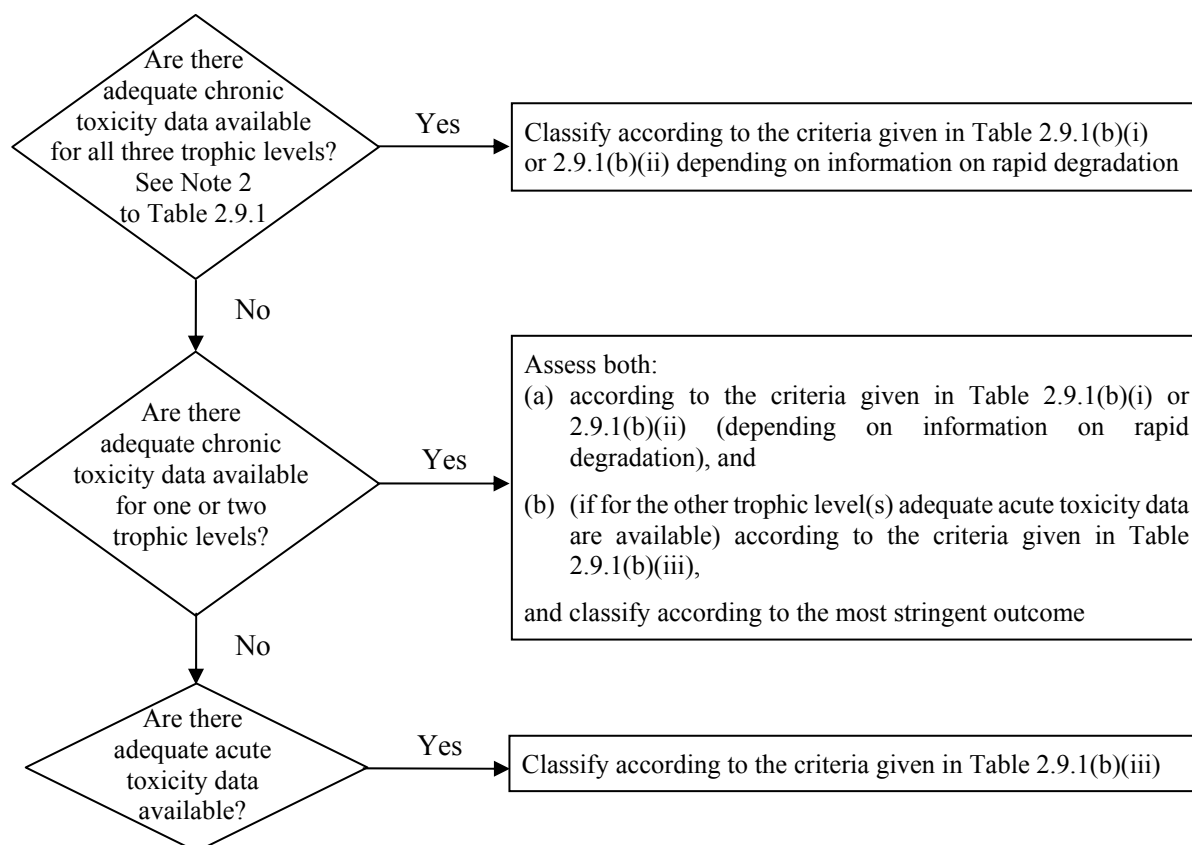 Are there
adequate chronic
toxicity data available
for all three trophic levels?
See Note 2
to Table 2.9.1
Yes
Classify according to the criteria given in Table 2.9.1(b)(i)
or 2.9.1(b)(ii) depending on information on rapid degradation
No
Are there
adequate chronic
toxicity data available
for one or two
trophic levels?
Yes
Assess both:
(a) according to the criteria given in Table 2.9.1(b)(i) or
2.9.1(b)(ii) (depending on information on rapid
degradation), and
(b) (if for the other trophic level(s) adequate acute toxicity data
are available) according to the criteria given in Table
2.9.1(b)(iii),
and classify according to the most stringent outcome
No
Are there
adequate acute
toxicity data
available?
Yes
Classify according to the criteria given in Table 2.9.1(b)(iii)